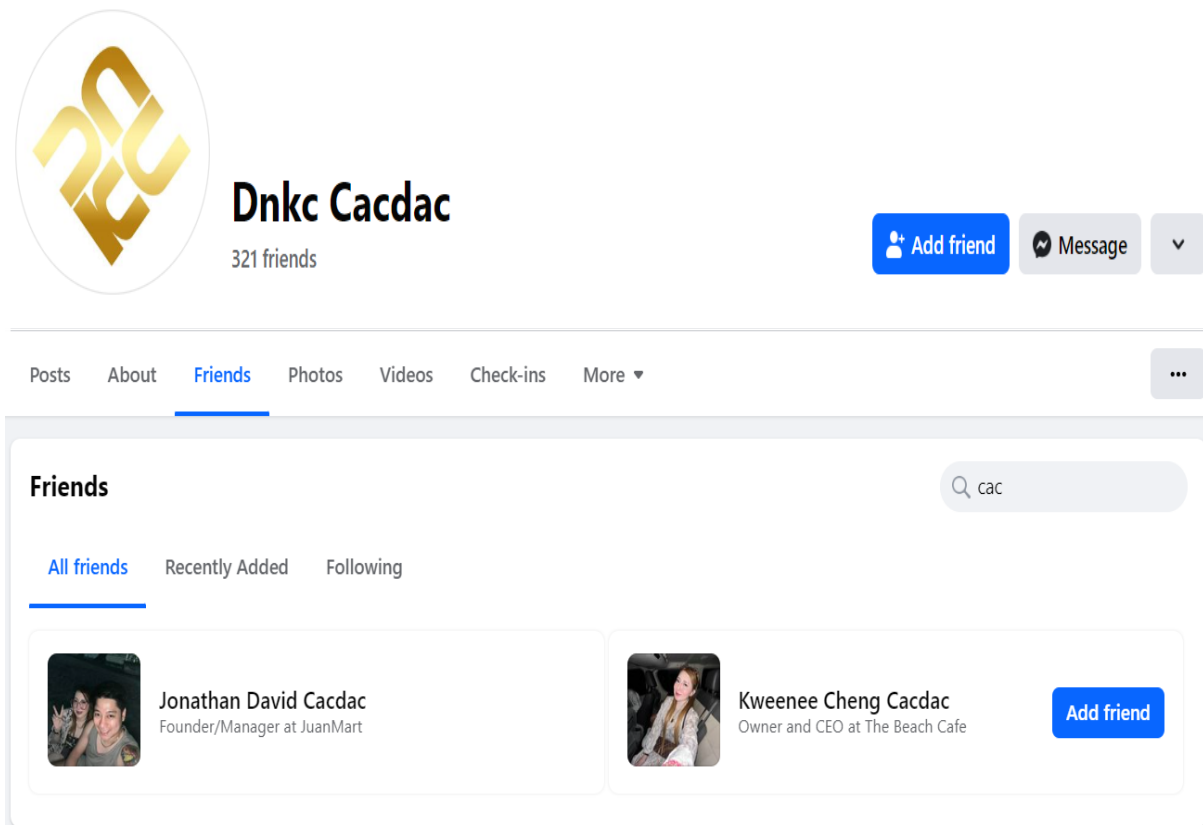 Dnkc Cacdac
321 friends
Add friend
Message
Posts About Friends Photos Videos Check-ins More
Friends
cac
All friends Recently Added Following
Jonathan David Cacdac
Founder/Manager at JuanMart
Kweenee Cheng Cacdac
Owner and CEO at The Beach Cafe
Add friend